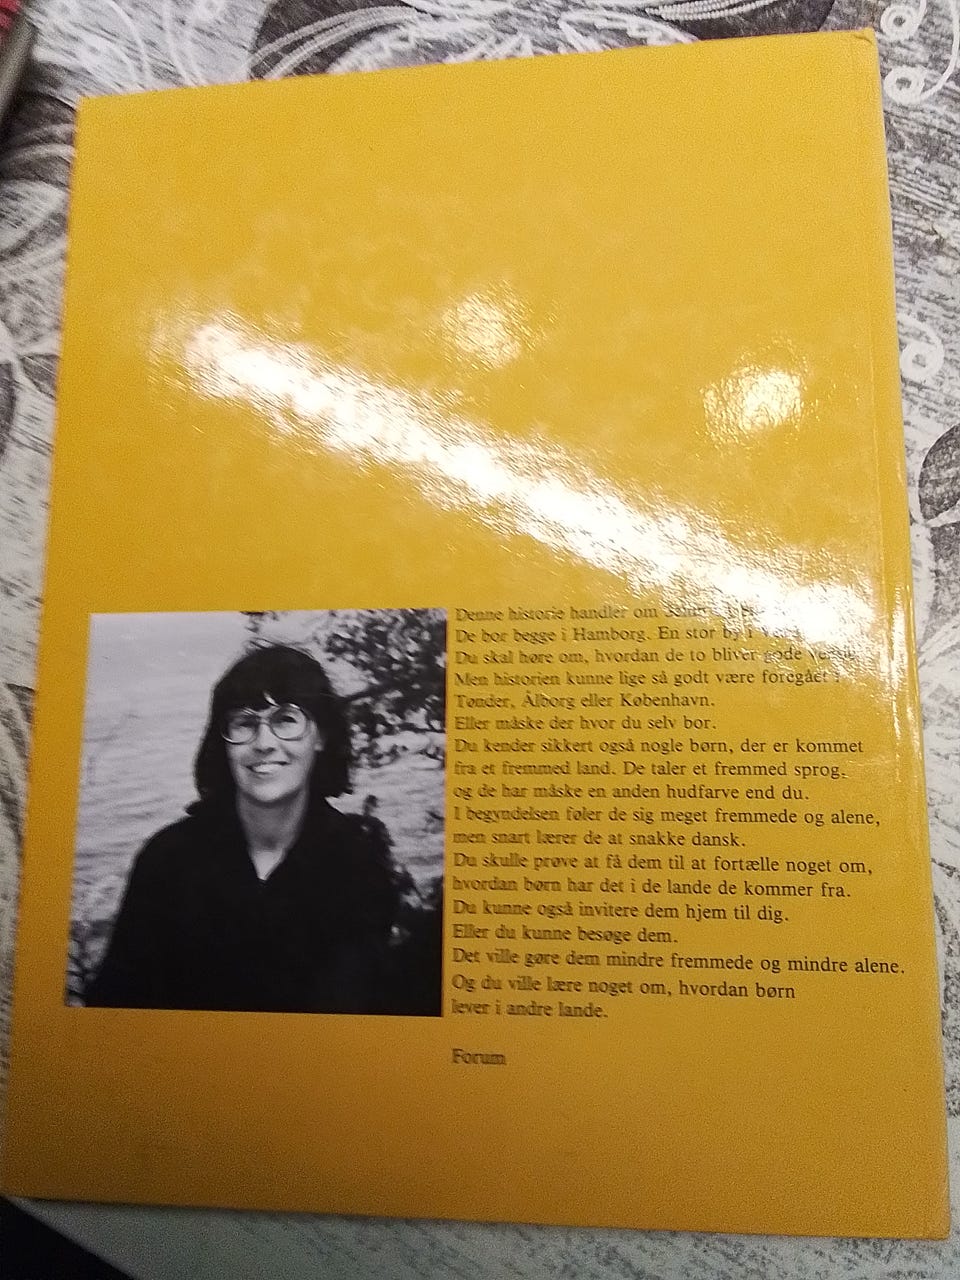 Denne historie handler om
De bor begge i Hamborg. En stor by i
Du skal høre om, hvordan de to bliver gode
Men historien kunne lige så godt være foregået i
Tønder, Ålborg eller København.
Eller måske der hvor du selv bor.
Du kender sikkert også nogle børn, der er kommet
fra et fremmed land. De taler et fremmed sprog,
og de har måske en anden hudfarve end du.
I begyndelsen føler de sig meget fremmede og alene,
men snart lærer de at snakke dansk.
Du skulle prøve at få dem til at fortælle noget om,
hvordan børn har det i de lande de kommer fra.
Du kunne også invitere dem hjem til dig.
Eller du kunne besøge dem.
Det ville gøre dem mindre fremmede og mindre alene.
Og du ville lære noget om, hvordan børn
lever i andre lande.
Forum